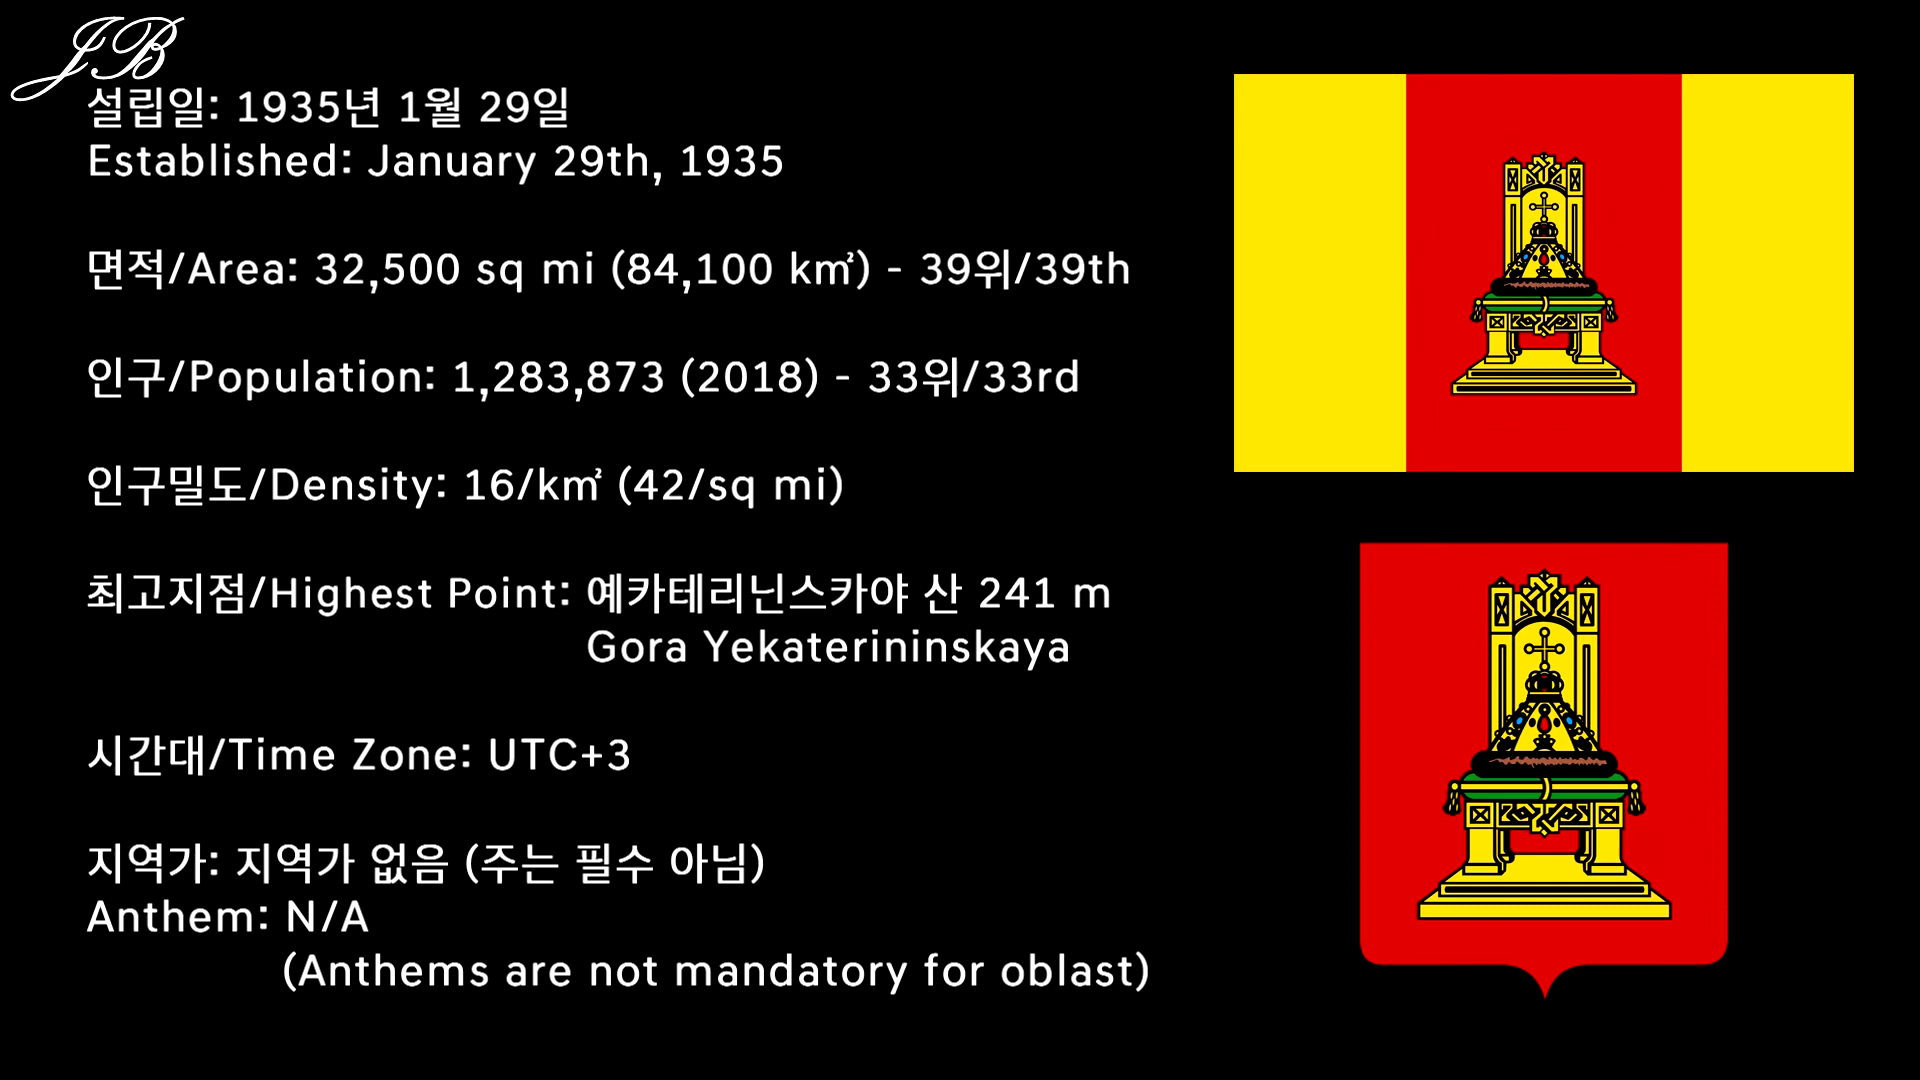 JB
설립일: 1935년 1월 29일
Established: January 29th, 1935
면적/Area: 32,500 sq mi (84,100 km²) - 39위/39th
인구/Population: 1,283,873 (2018) - 33위/33rd
인구밀도/Density: 16/km² (42/sq mi)
최고지점/Highest Point: 예카테리닌스카야 산 241 m
Gora Yekaterininskaya
시간대/Time Zone: UTC+3
지역가: 지역가 없음 (주는 필수 아님)
Anthem: N/A
(Anthems are not mandatory for oblast)